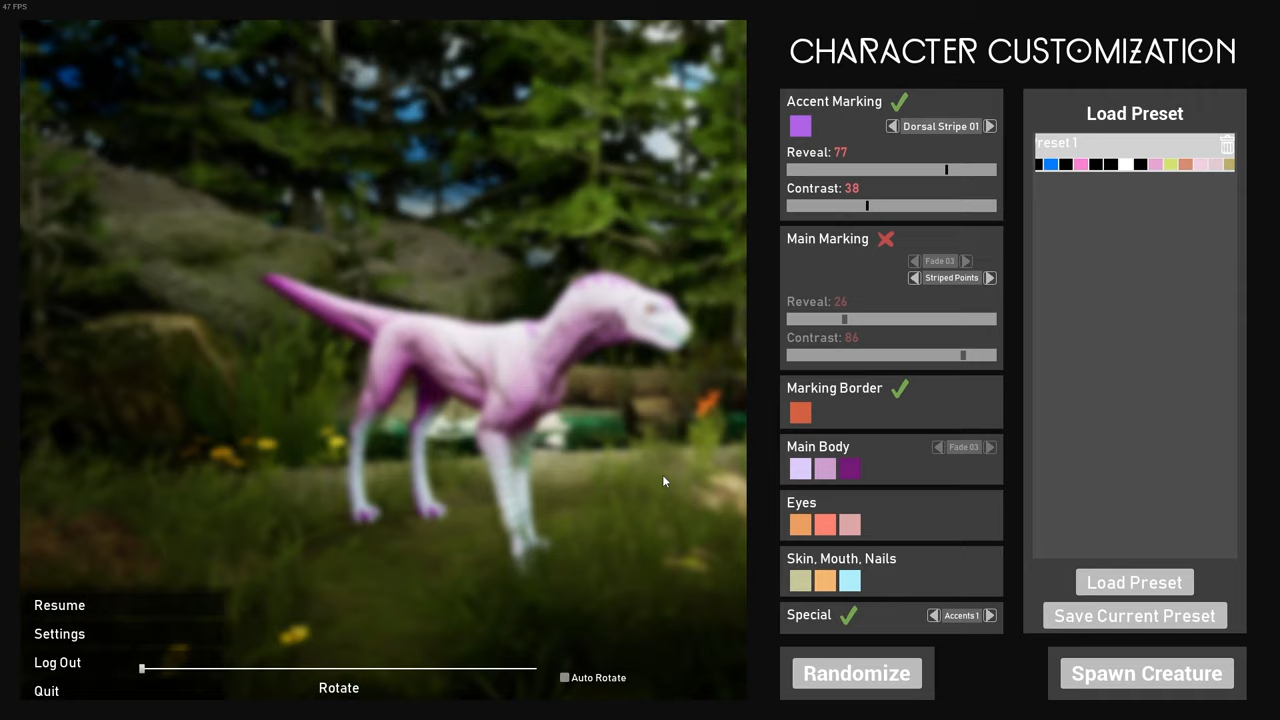 47 FPS
CHARACTER CUSTOMIZATION
Accent Marking
Dorsal Stripe 01
Reveal: 77
Contrast: 38
Main Marking
Fade 03
Striped Points
Reveal: 26
Contrast: 86
Marking Border
Main Body
Fade 03
Eyes
Skin, Mouth, Nails
Special
Accents 1
Randomize
Load Preset
reset 1
Load Preset
Save Current Preset
Spawn Creature
Resume
Settings
Log Out
Quit
Rotate
Auto Rotate